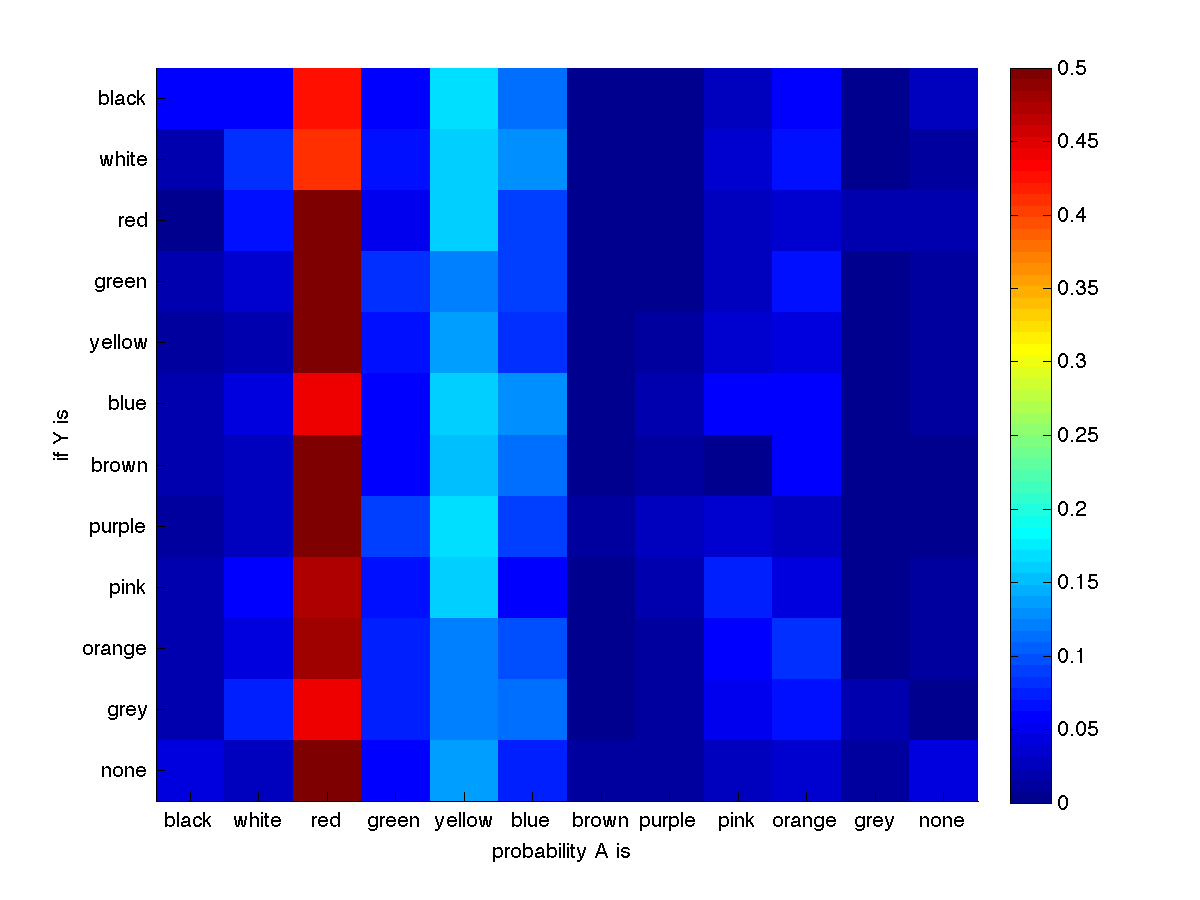 black
white
red
green
yellow
blue
brown
purple
pink
orange
grey
none
if Y is
black white red green yellow blue brown purple pink orange grey none
probability A is
0.5
0.45
0.4
0.35
0.3
0.25
0.2
0.15
0.1
0.05
0